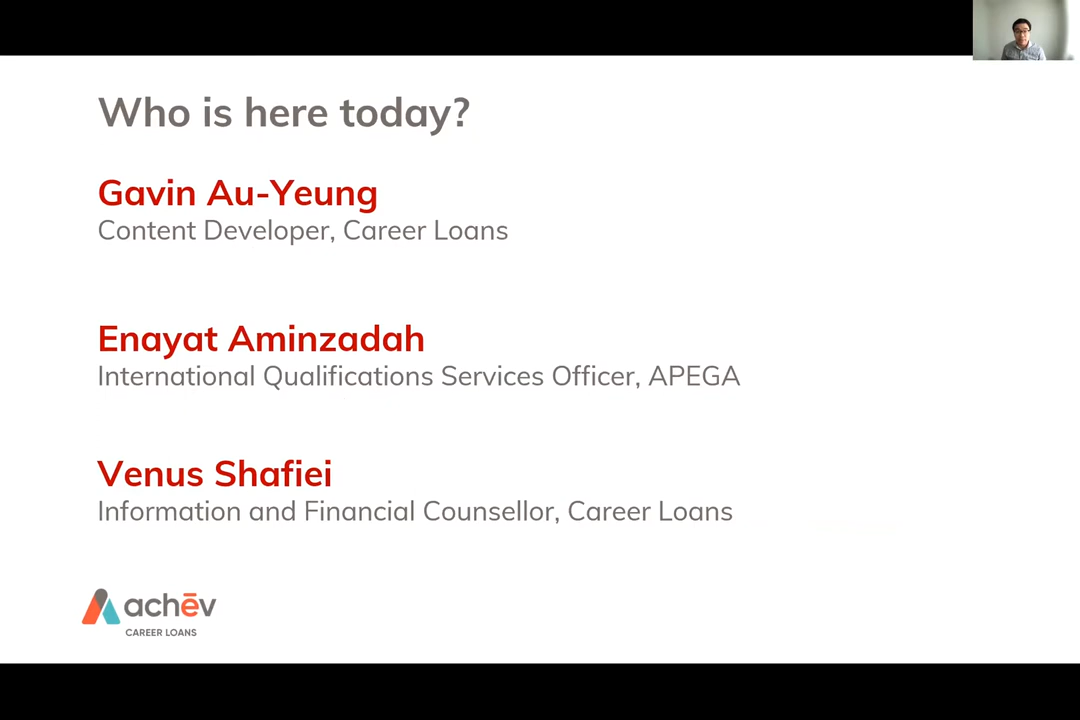 Who is here today?
Gavin Au-Yeung
Content Developer, Career Loans
Enayat Aminzadah
International Qualifications Services Officer, APEGA
Venus Shafiei
Information and Financial Counsellor, Career Loans
achēv
CAREER LOANS